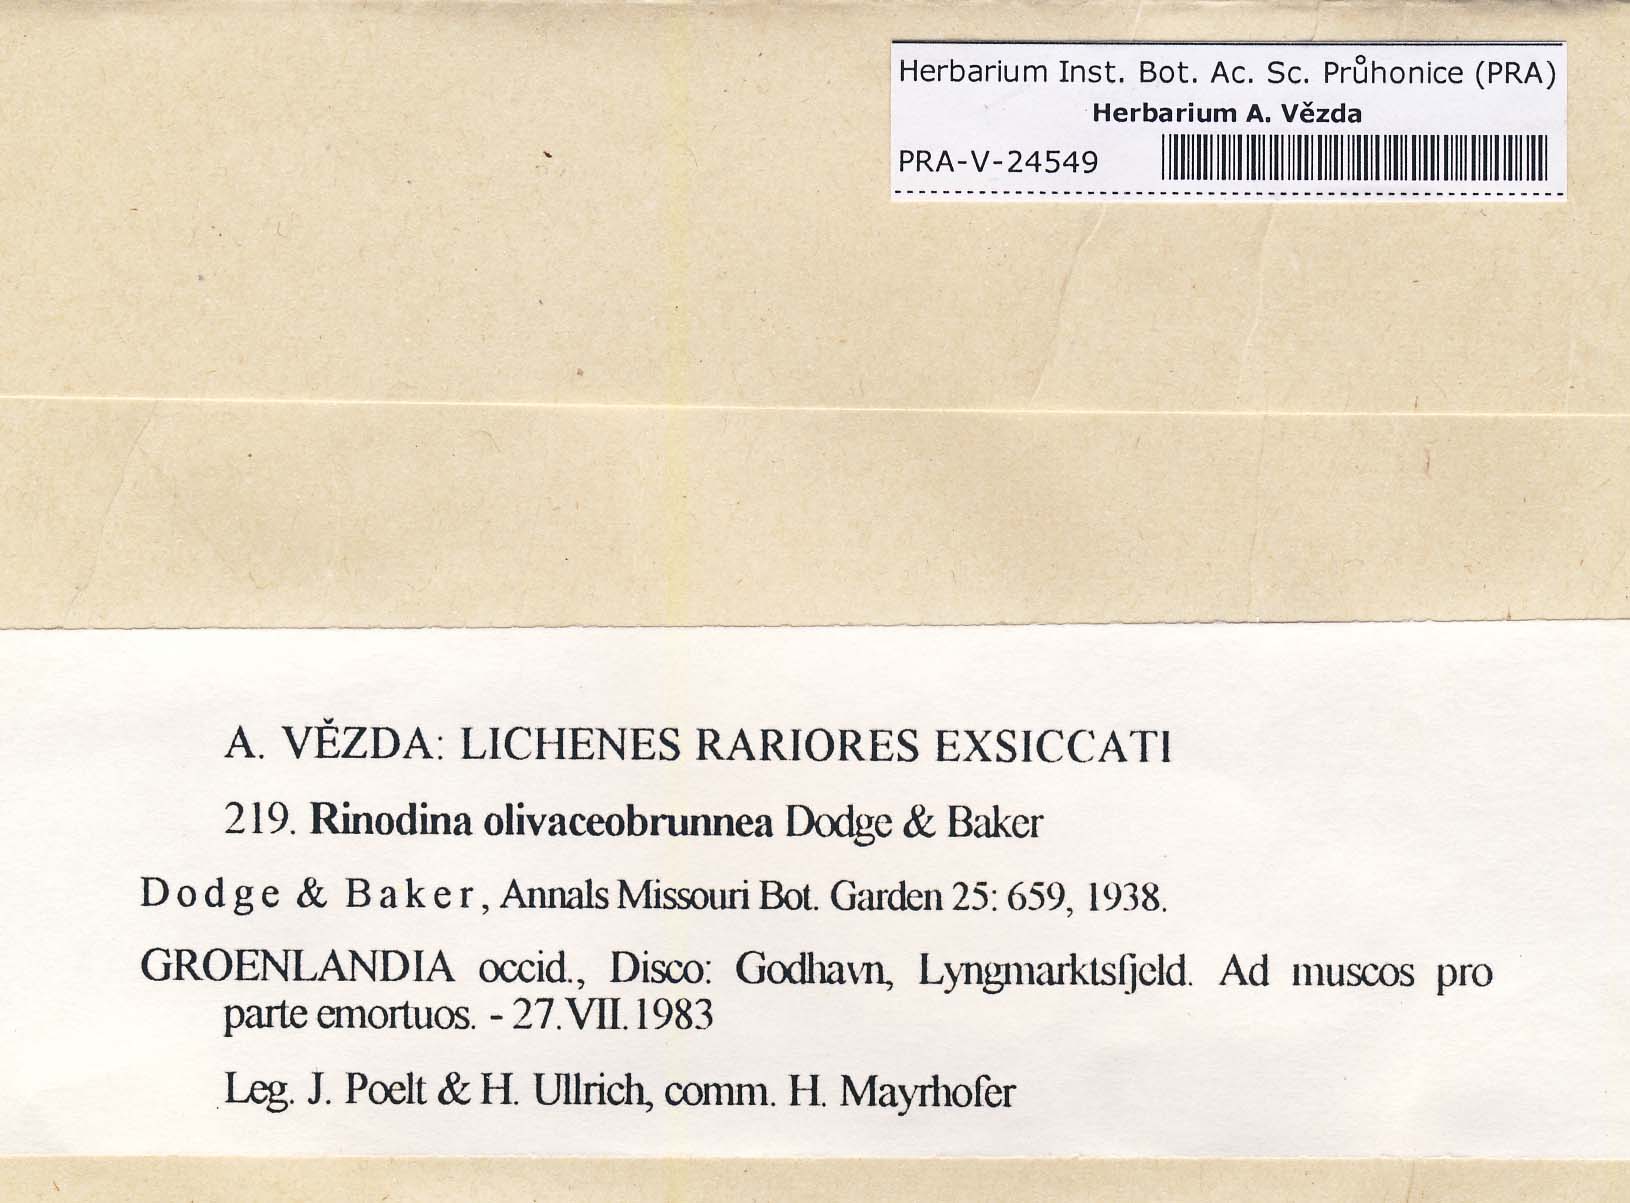 Herbarium Inst. Bot. Ac. Sc. Průhonice (PRA)
Herbarium A. Vězda
PRA-V-24549
A. VĚZDA: LICHENES RARIORES EXSICCATI
219. Rinodina olivaceobrunnea Dodge & Baker
Dodge & Baker, Annals Missouri Bot. Garden 25: 659, 1938.
GROENLANDIA occid., Disco: Godhavn, Lyngmarktsfjeld. Ad muscos pro
parte emortuos. - 27.VII.1983
Leg. J. Poelt & H. Ullrich, comm. H. Mayrhofer